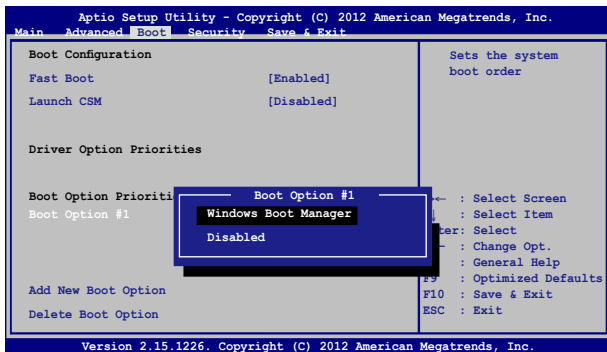 Aptio Setup Utility - Copyright (C) 2012 American Megatrends, Inc.
Main Advanced Boot Security Save & Exit
Boot Configuration
Fast Boot [Enabled]
Launch CSM [Disabled]
Driver Option Priorities
Boot Option Prioriti
Boot Option #1
Boot Option #1
Windows Boot Manager
Disabled
Add New Boot Option
Delete Boot Option
Sets the system
boot order
→← : Select Screen
: Select Item
ter: Select
— : Change Opt.
: General Help
F9 : Optimized Defaults
F10 : Save & Exit
ESC : Exit
Version 2.15.1226. Copyright (C) 2012 American Megatrends, Inc.